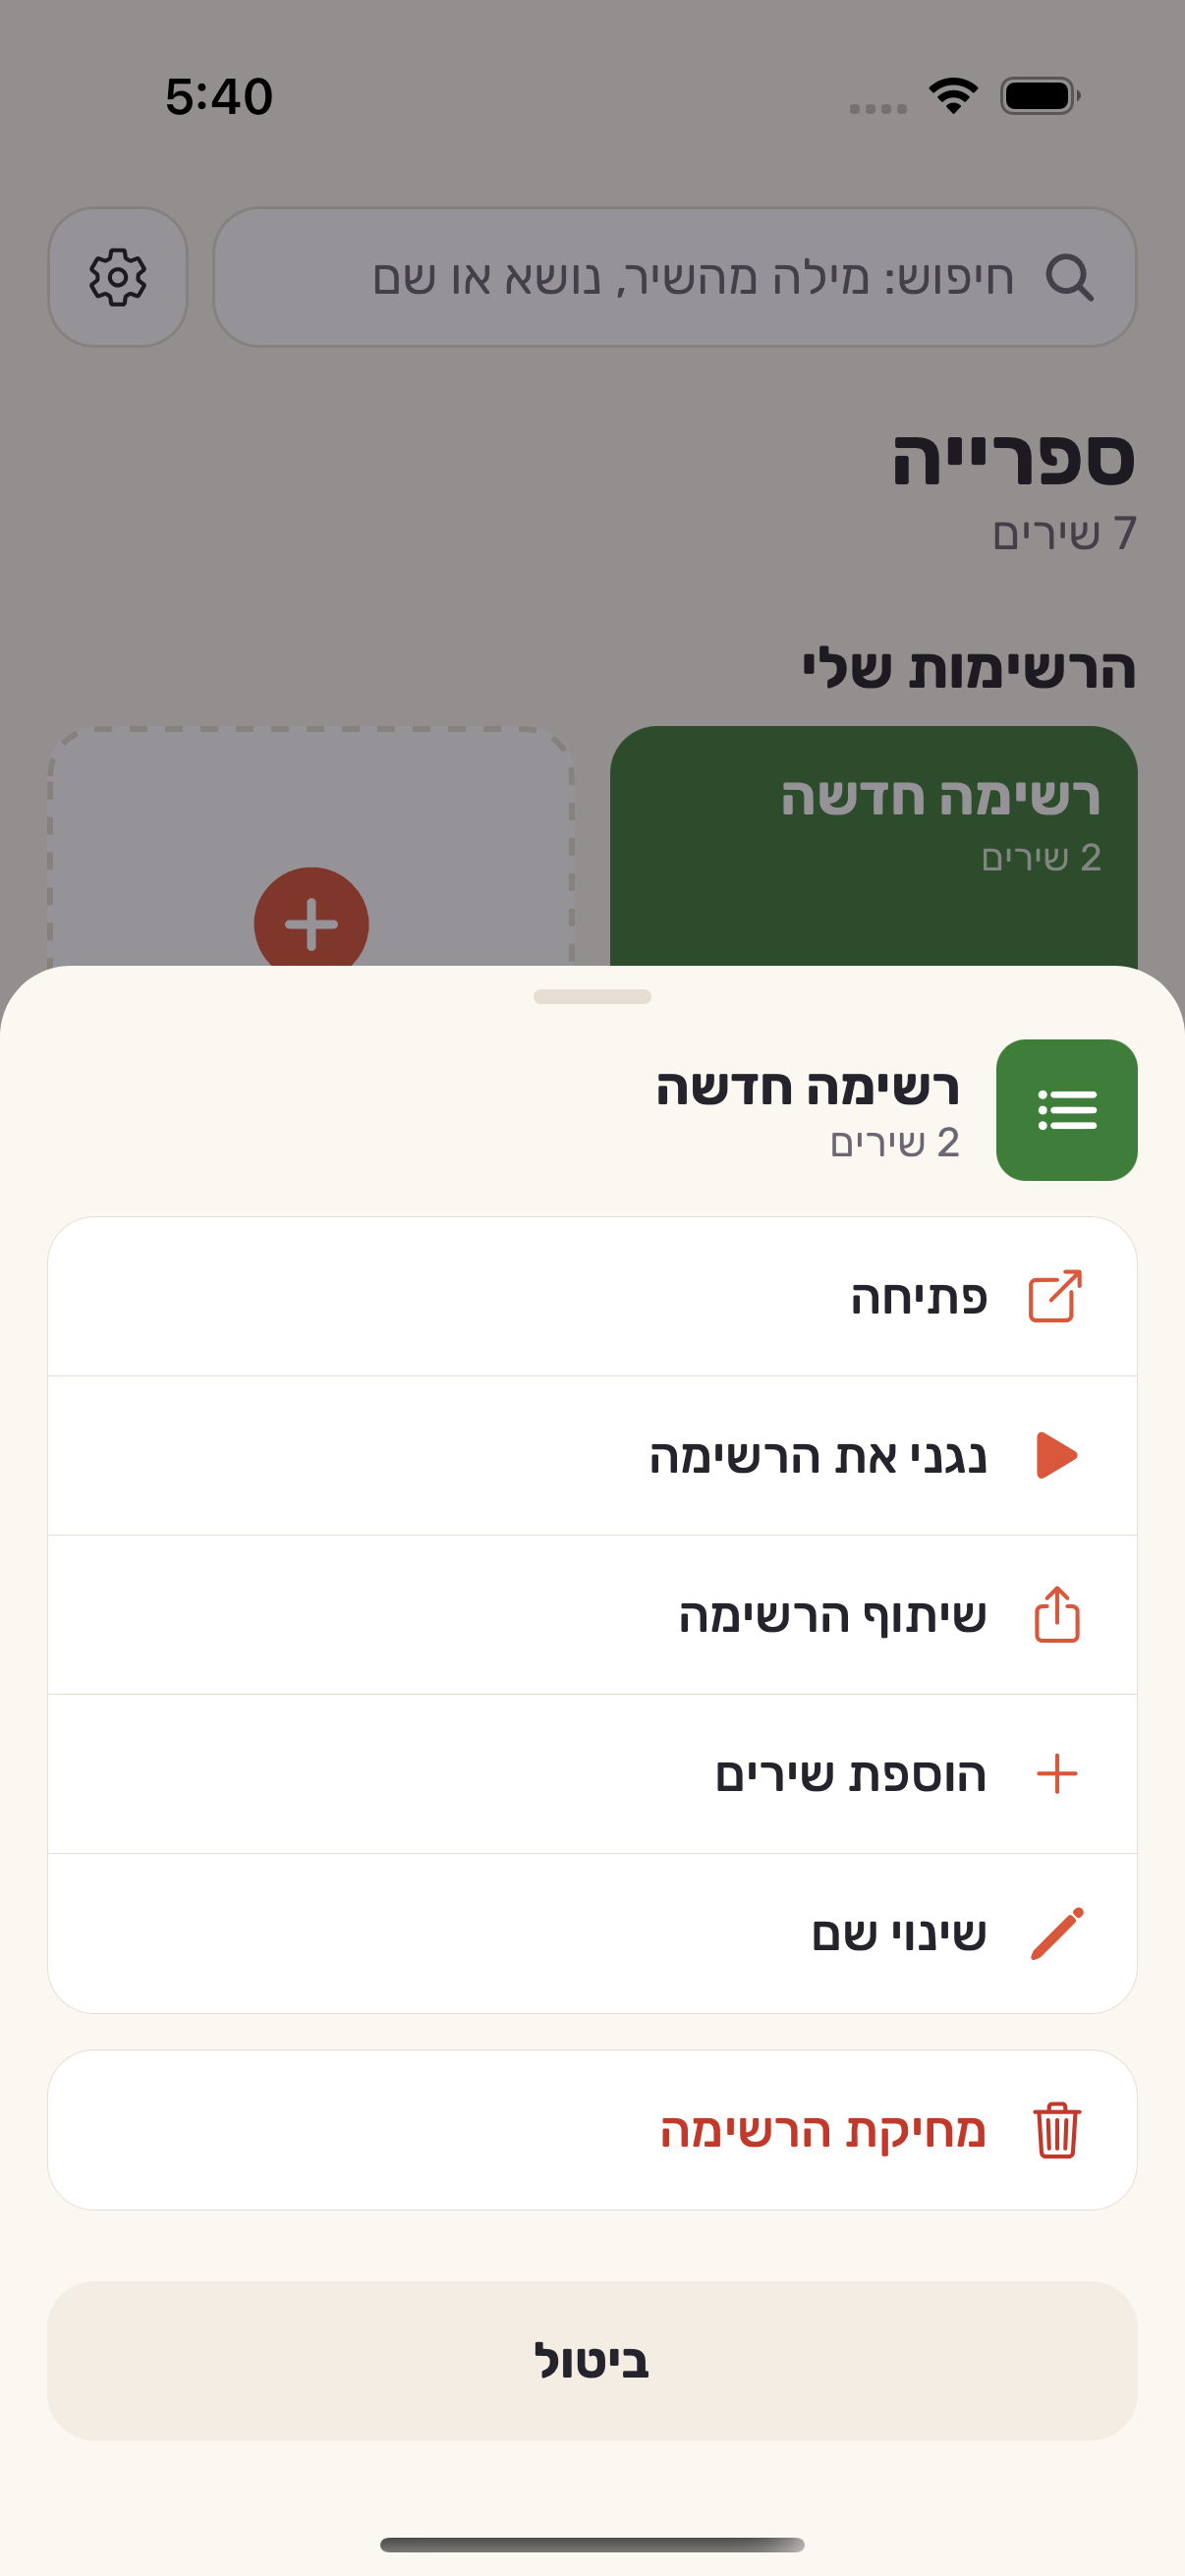 5:40
חיפוש: מילה מהשיר, נושא או שם
ספרייה
7 שירים
הרשימות שלי
רשימה חדשה
2 שירים
רשימה חדשה
2 שירים
פתיחה
נגני את הרשימה
שיתוף הרשימה
הוספת שירים
שינוי שם
מחיקת הרשימה
ביטול